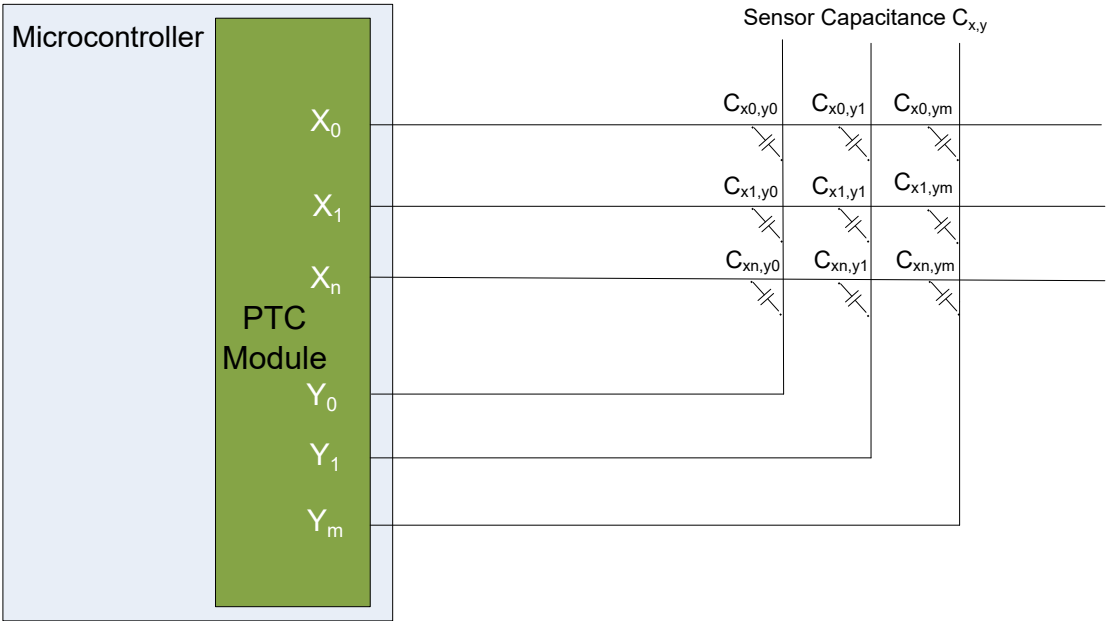 Sensor Capacitance Cx,y
Microcontroller
Cx0,y0 Cx0,y1 Cx0,ym
X0
Cx1,y0 Cx1,y1 Cx1,ym
X1
Cxn,y0 Cxn,y1 Cxn,ym
Xn
PTC
Module
Y0
Y1
Ym